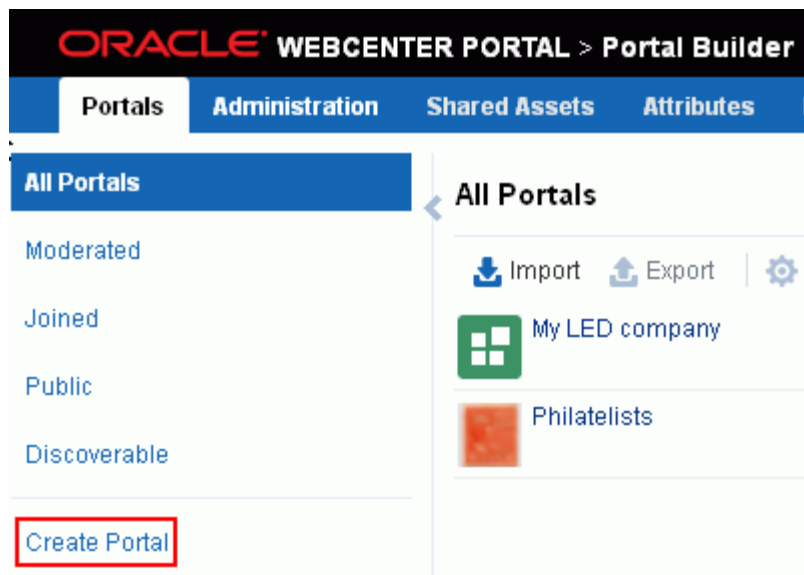 ORACLE WEBCENTER PORTAL > Portal Builder
Portals Administration Shared Assets Attributes
All Portals
Moderated
Joined
Public
Discoverable
Create Portal
All Portals
Import Export
My LED company
Philatelists